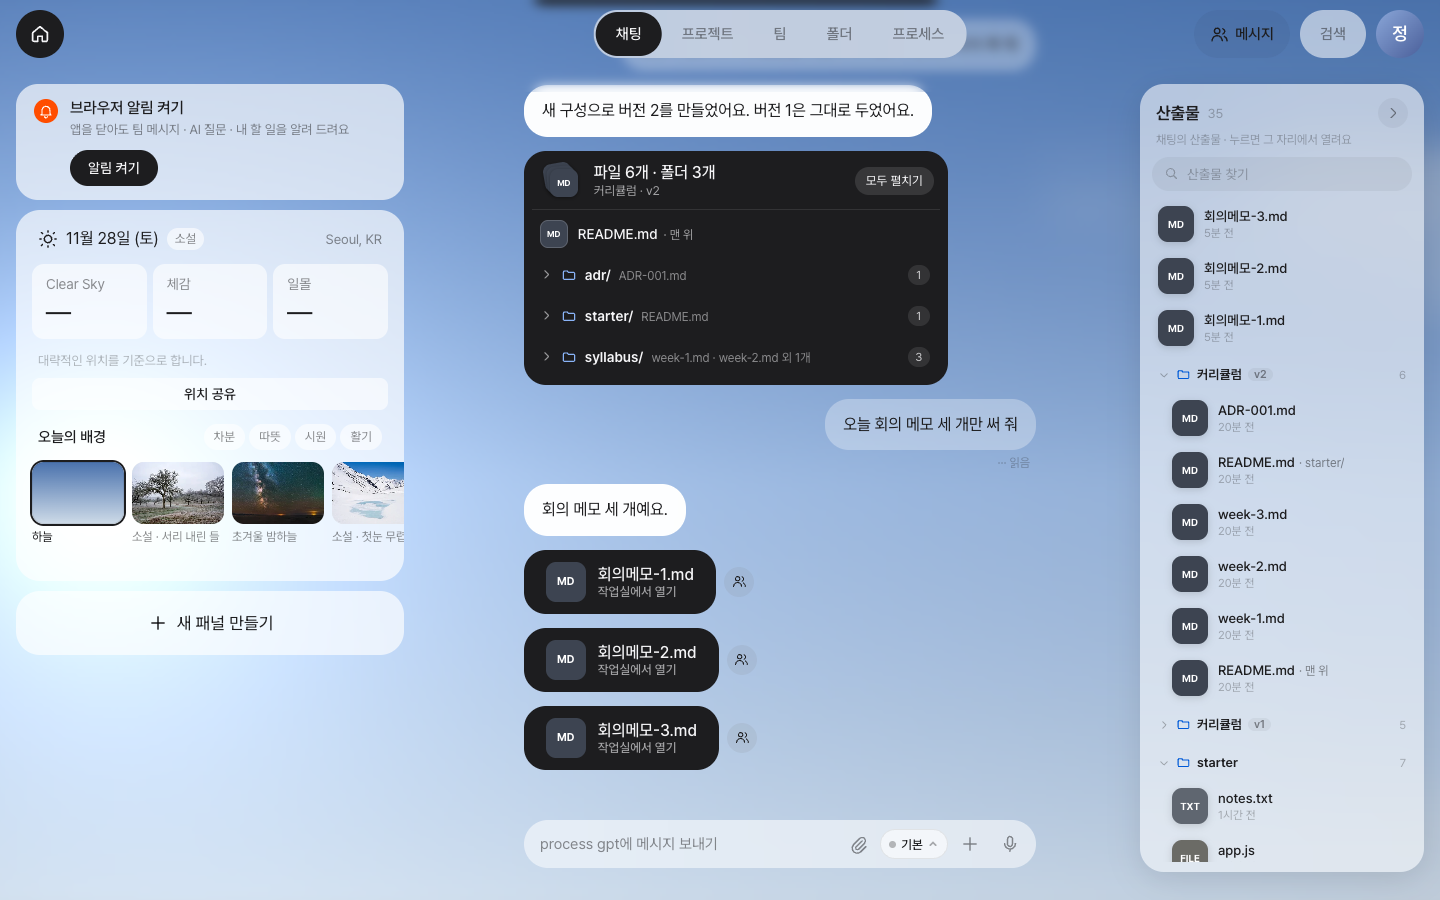 채팅
프로젝트
팀
폴더
프로세스
메시지
검색
정
브라우저 알림 켜기
앱을 닫아도 팀 메시지 · AI 질문 · 내 할 일을 알려 드려요
알림 켜기
11월 28일 (토)
소설
Seoul, KR
Clear Sky
—
체감
—
일몰
—
대략적인 위치를 기준으로 합니다.
위치 공유
오늘의 배경
차분
따뜻
시원
활기
하늘
소설 · 서리 내린 들
초겨울 밤하늘
소설 · 첫눈 무렵
새 패널 만들기
새 구성으로 버전 2를 만들었어요. 버전 1은 그대로 두었어요.
MD
파일 6개 · 폴더 3개
커리큘럼 · v2
모두 펼치기
MD
README.md · 맨 위
adr/ ADR-001.md
1
starter/ README.md
1
syllabus/ week-1.md · week-2.md 외 1개
3
오늘 회의 메모 세 개만 써 줘
··· 읽음
회의 메모 세 개예요.
MD
회의메모-1.md
작업실에서 열기
MD
회의메모-2.md
작업실에서 열기
MD
회의메모-3.md
작업실에서 열기
process gpt에 메시지 보내기
기본
산출물 35
채팅의 산출물 · 누르면 그 자리에서 열려요
산출물 찾기
MD
회의메모-3.md
5분 전
MD
회의메모-2.md
5분 전
MD
회의메모-1.md
5분 전
커리큘럼 v2
6
MD
ADR-001.md
20분 전
MD
README.md · starter/
20분 전
MD
week-3.md
20분 전
MD
week-2.md
20분 전
MD
week-1.md
20분 전
MD
README.md · 맨 위
20분 전
커리큘럼 v1
5
starter
7
TXT
notes.txt
1시간 전
FILE
app.js